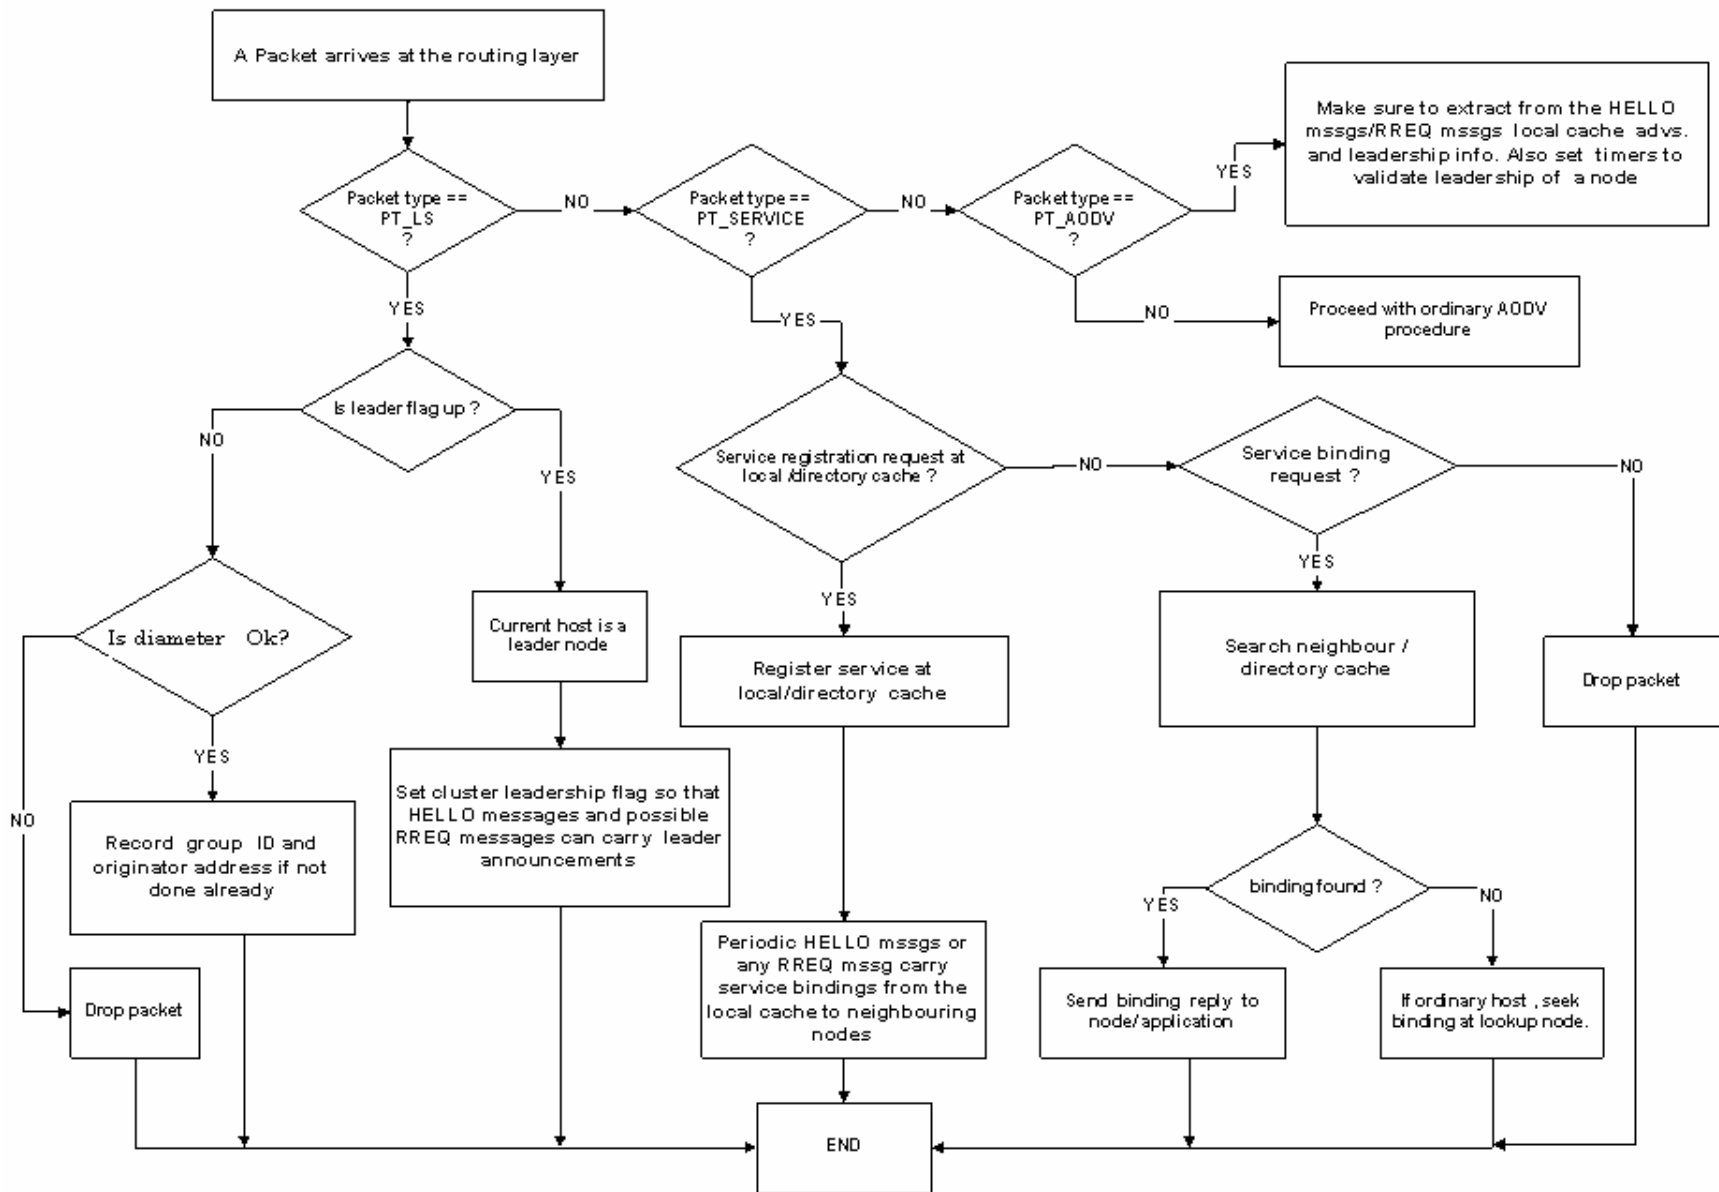 A Packet arrives at the routing layer
Make sure to extract from the HELLO
mssgs/RREQ mssgs local cache advs.
and leadership info. Also set timers to
validate leadership of a node
Packet type ==
PT_LS
?
NO
Packet type ==
PT_SERVICE
?
NO
Packet type ==
PT_AODV
?
YES
YES
YES
NO
Proceed with ordinary AODV
procedure
Is leader flag up ?
NO
YES
Service registration request at
local /directory cache ?
NO
Service binding
request ?
NO
YES
YES
Is diameter Ok?
Current host is a
leader node
Register service at
local/directory cache
Search neighbour /
directory cache
Drop packet
YES
NO
Set cluster leadership flag so that
HELLO messages and possible
RREQ messages can carry leader
announcements
Record group ID and
originator address if not
done already
binding found ?
YES
NO
Periodic HELLO mssgs or
any RREQ mssg carry
service bindings from the
local cache to neighbouring
nodes
Drop packet
Send binding reply to
node/application
If ordinary host , seek
binding at lookup node.
END